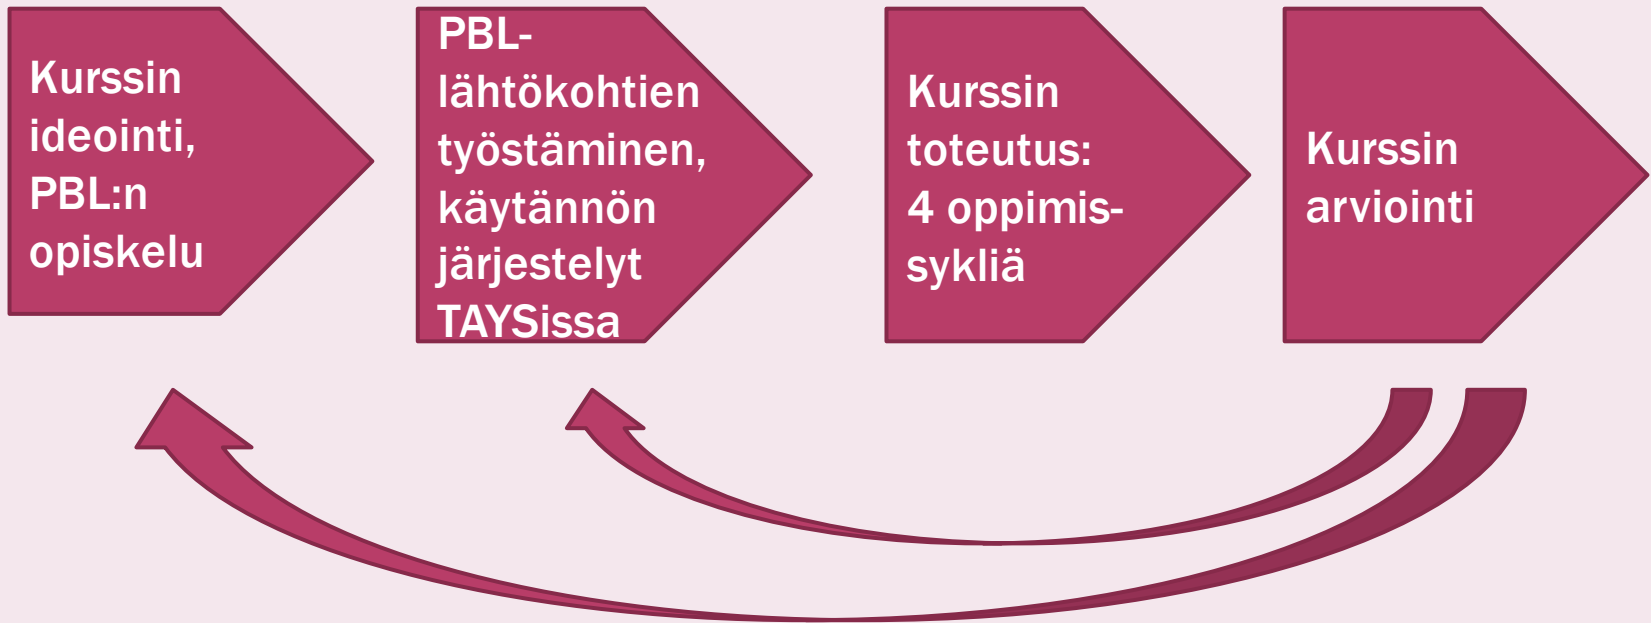 Kurssin
ideointi,
PBL:n
opiskelu
PBL-
lähtökohtien
työstäminen,
käytännön
järjestelyt
TAYSissa
Kurssin
toteutus:
4 oppimis-
sykliä
Kurssin
arviointi